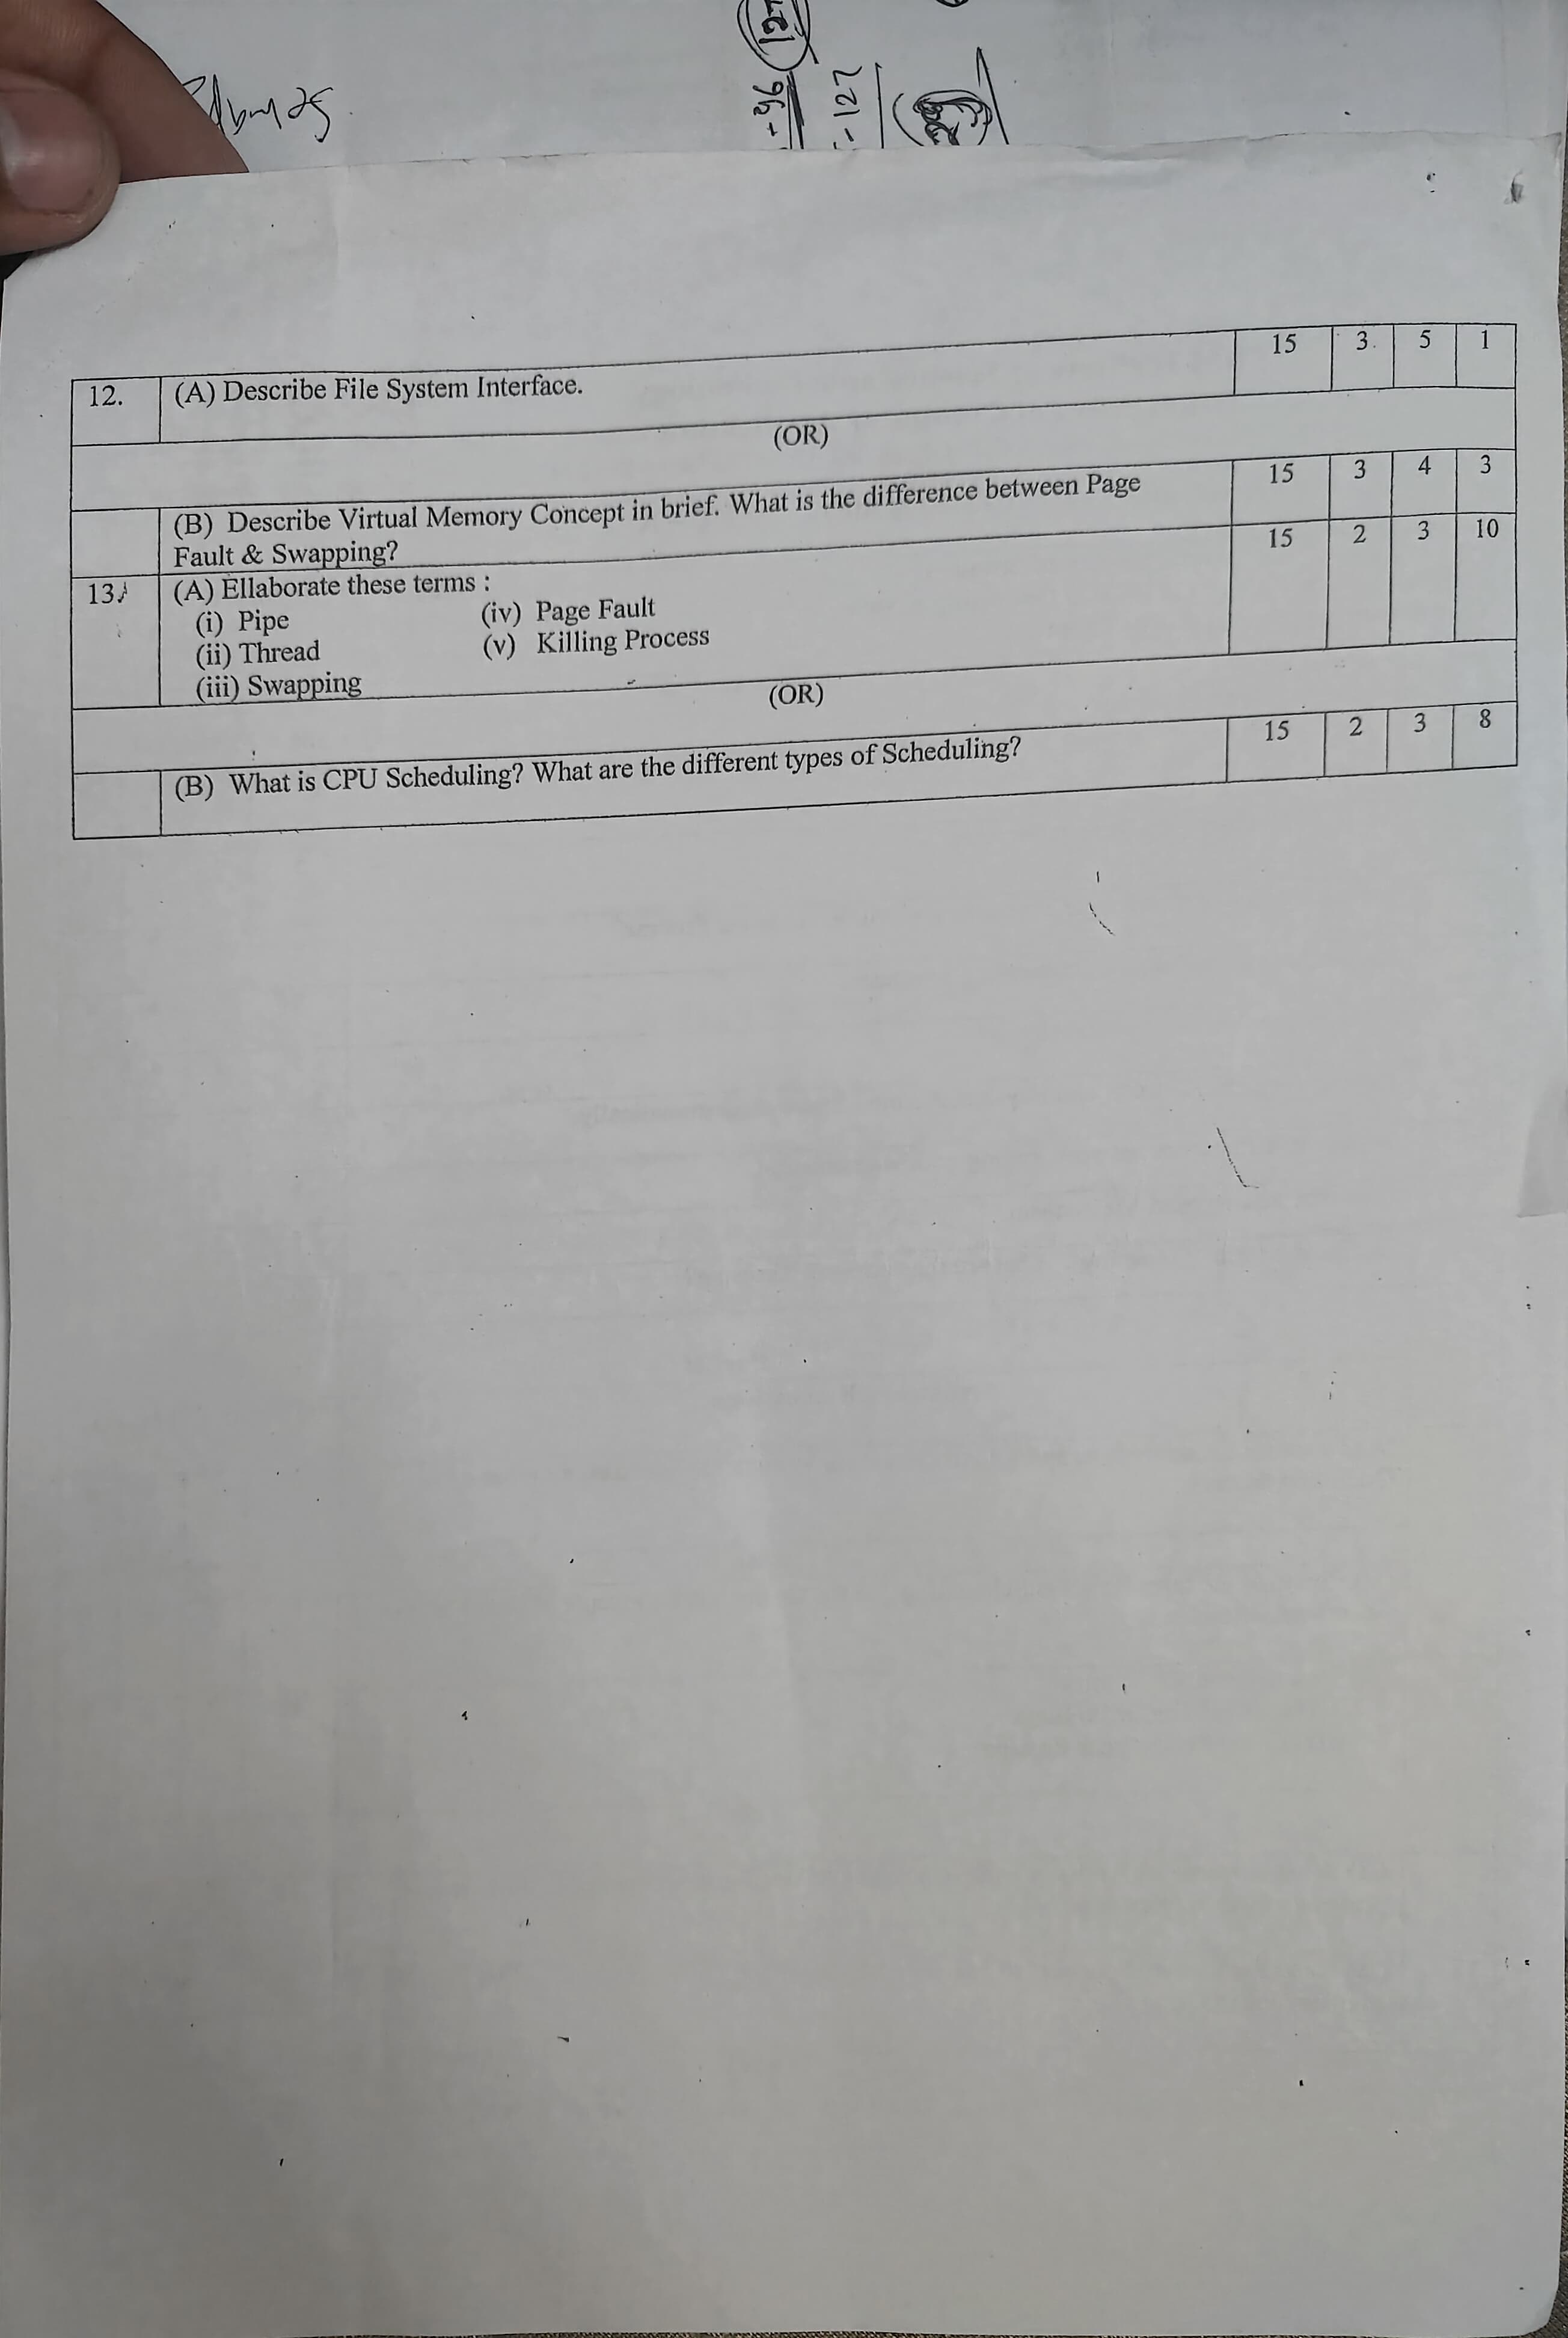 127
+96
= 127
12. (A) Describe File System Interface. 15 3 5 1
(OR)
(B) Describe Virtual Memory Concept in brief. What is the difference between Page 15 3 4 3
Fault & Swapping?
13. (A) Ellaborate these terms : 15 2 3 10
(i) Pipe (iv) Page Fault
(ii) Thread (v) Killing Process
(iii) Swapping
(OR)
(B) What is CPU Scheduling? What are the different types of Scheduling? 15 2 3 8